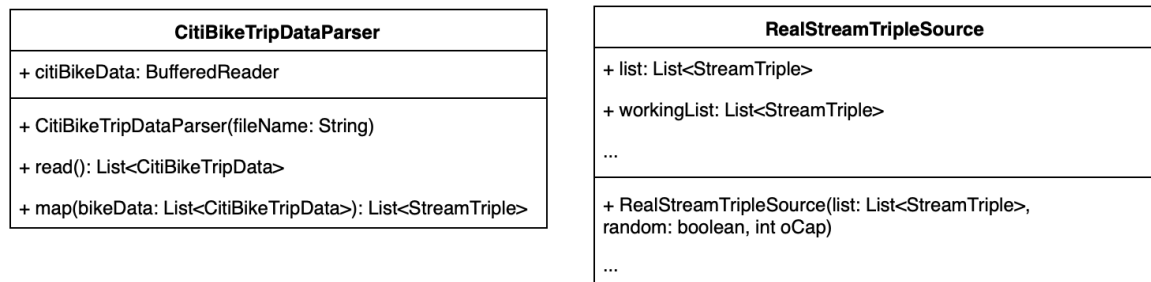 CitiBikeTripDataParser
+ citiBikeData: BufferedReader
+ CitiBikeTripDataParser(fileName: String)
+ read(): List<CitiBikeTripData>
+ map(bikeData: List<CitiBikeTripData>): List<StreamTriple>
RealStreamTripleSource
+ list: List<StreamTriple>
+ workingList: List<StreamTriple>
...
+ RealStreamTripleSource(list: List<StreamTriple>,
random: boolean, int oCap)
...